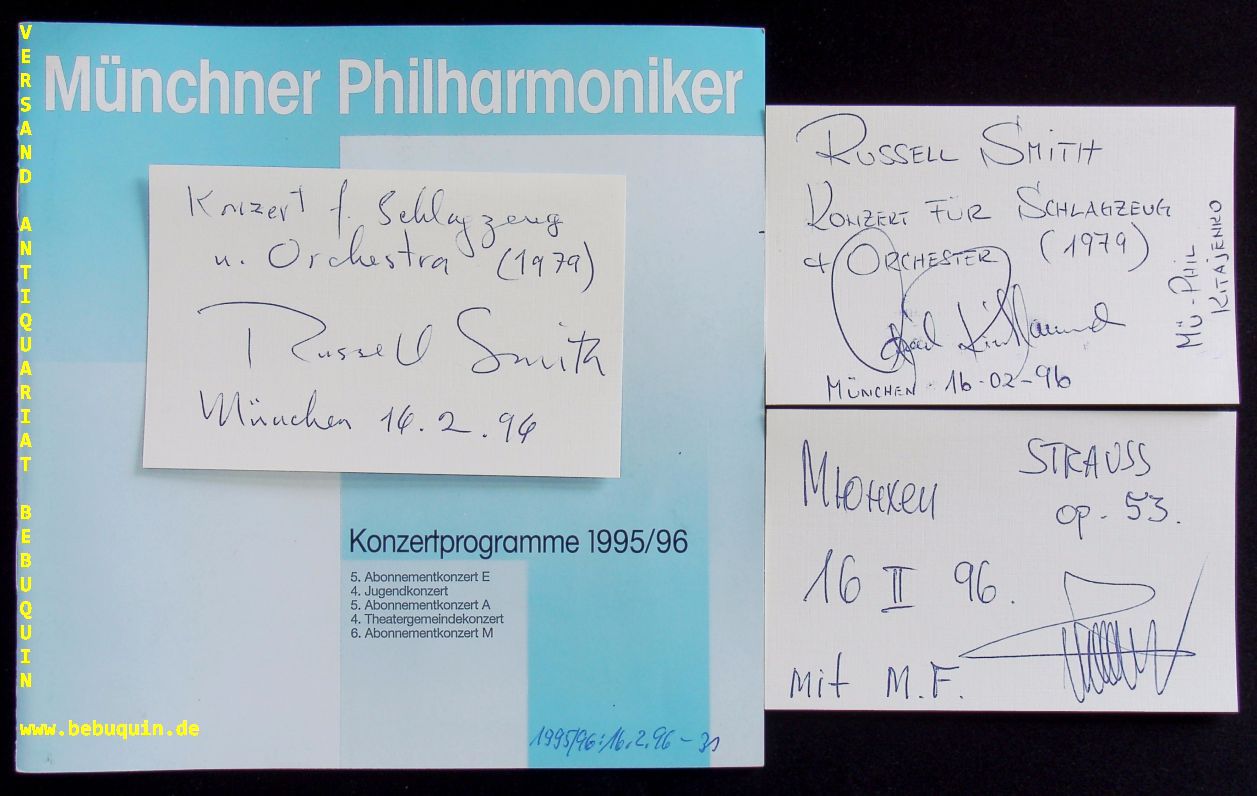 VERSAND ANTIQUARIAT BEBUQUIN
www.bebuquin.de
Münchner Philharmoniker
Konzert f. Schlagzeug
u. Orchestra (1979)
Russell Smith
München 16.2.96
Konzertprogramme 1995/96
5. Abonnementkonzert E
4. Jugendkonzert
5. Abonnementkonzert A
4. Theatergemeindekonzert
6. Abonnementkonzert M
1995/96: 16.2.96 -
RUSSELL SMITH
KONZERT FÜR SCHLAGZEUG
+ ORCHESTER (1979)
MÜNCHEN · 16-02-96
MÜ-PHIL
KITAJENKO
Мюнхен
STRAUSS
op. 53.
16 II 96.
mit M.F.